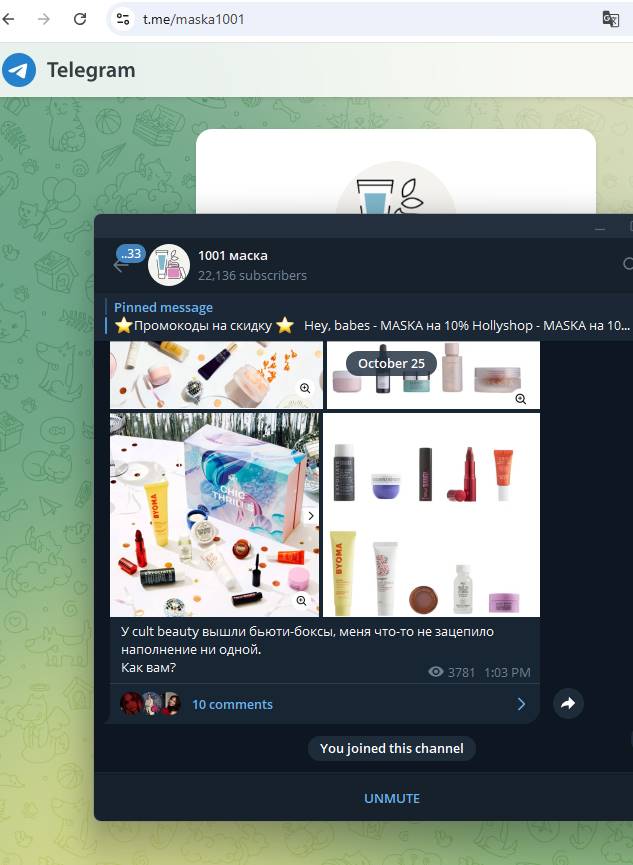 t.me/maska1001
Telegram
..33
1001 маска
22,136 subscribers
Pinned message
⭐Промокоды на скидку ⭐ Hey, babes - MASKA на 10% Hollyshop - MASKA на 10...
October 25
CHIC
THRILLS
BYOMA
BYOMA
У cult beauty вышли бьюти-боксы, меня что-то не зацепило
наполнение ни одной.
Как вам?
3781 1:03 PM
10 comments
You joined this channel
UNMUTE